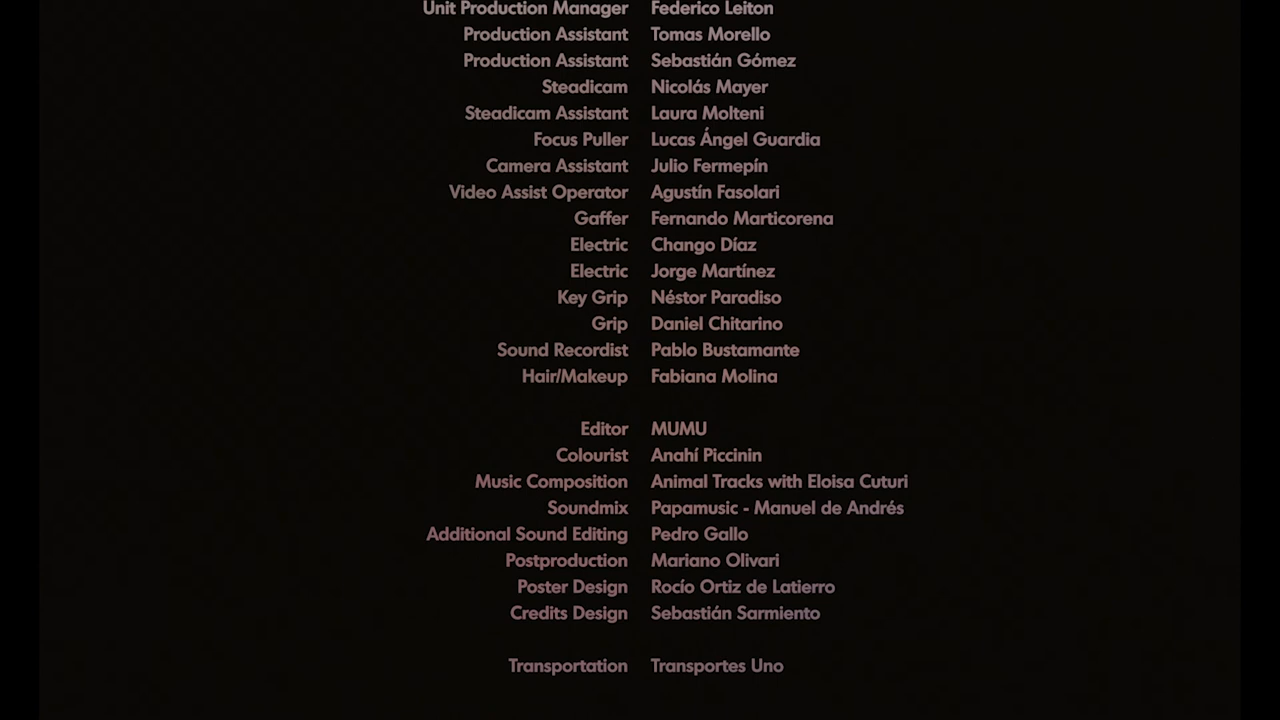 Unit Production Manager Federico Leiton
Production Assistant Tomas Morello
Production Assistant Sebastián Gómez
Steadicam Nicolás Mayer
Steadicam Assistant Laura Molteni
Focus Puller Lucas Ángel Guardia
Camera Assistant Julio Fermepín
Video Assist Operator Agustín Fasolari
Gaffer Fernando Marticorena
Electric Chango Díaz
Electric Jorge Martínez
Key Grip Néstor Paradiso
Grip Daniel Chitarino
Sound Recordist Pablo Bustamante
Hair/Makeup Fabiana Molina
Editor MUMU
Colourist Anahí Piccinin
Music Composition Animal Tracks with Eloisa Cuturi
Soundmix Papamusic - Manuel de Andrés
Additional Sound Editing Pedro Gallo
Postproduction Mariano Olivari
Poster Design Rocío Ortiz de Latierro
Credits Design Sebastián Sarmiento
Transportation Transportes Uno